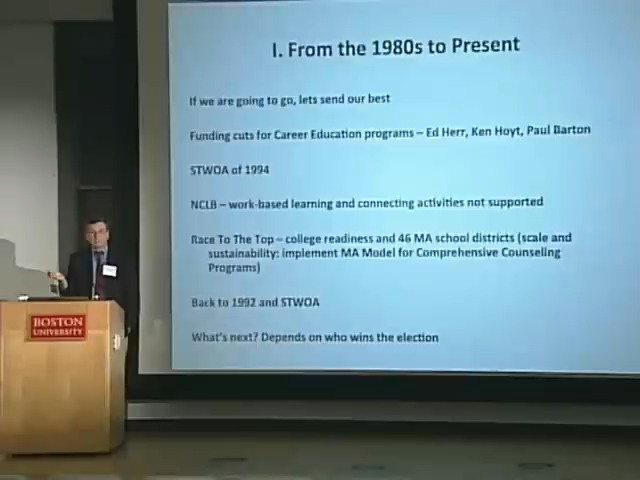 I. From the 1980s to Present
If we are going to go, lets send our best
Funding cuts for Career Education programs – Ed Herr, Ken Hoyt, Paul Barton
STWOA of 1994
NCLB – work-based learning and connecting activities not supported
Race To The Top – college readiness and 46 MA school districts (scale and
sustainability: implement MA Model for Comprehensive Counseling
Programs)
Back to 1992 and STWOA
What's next? Depends on who wins the election
BOSTON
UNIVERSITY